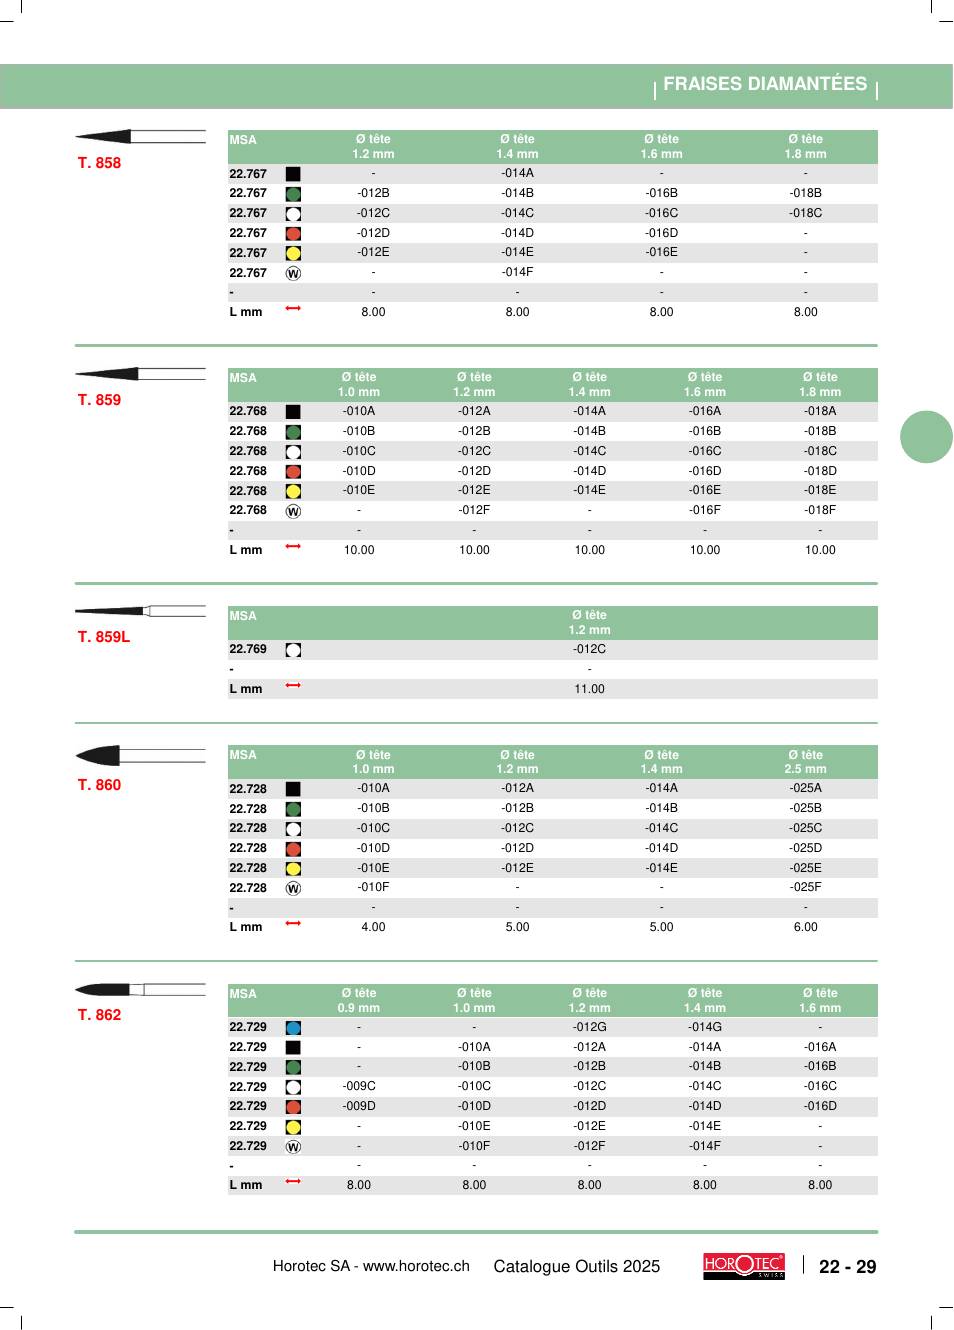 FRAISES DIAMANTÉES
T. 858
MSA Ø tête Ø tête Ø tête Ø tête
1.2 mm 1.4 mm 1.6 mm 1.8 mm
22.767 - -014A - -
22.767 -012B -014B -016B -018B
22.767 -012C -014C -016C -018C
22.767 -012D -014D -016D -
22.767 -012E -014E -016E -
22.767 W - -014F - -
- - - - -
L mm 8.00 8.00 8.00 8.00
T. 859
MSA Ø tête Ø tête Ø tête Ø tête Ø tête
1.0 mm 1.2 mm 1.4 mm 1.6 mm 1.8 mm
22.768 -010A -012A -014A -016A -018A
22.768 -010B -012B -014B -016B -018B
22.768 -010C -012C -014C -016C -018C
22.768 -010D -012D -014D -016D -018D
22.768 -010E -012E -014E -016E -018E
22.768 W - -012F - -016F -018F
- - - - - -
L mm 10.00 10.00 10.00 10.00 10.00
T. 859L
MSA Ø tête
1.2 mm
22.769 -012C
- -
L mm 11.00
T. 860
MSA Ø tête Ø tête Ø tête Ø tête
1.0 mm 1.2 mm 1.4 mm 2.5 mm
22.728 -010A -012A -014A -025A
22.728 -010B -012B -014B -025B
22.728 -010C -012C -014C -025C
22.728 -010D -012D -014D -025D
22.728 -010E -012E -014E -025E
22.728 W -010F - - -025F
- - - - -
L mm 4.00 5.00 5.00 6.00
T. 862
MSA Ø tête Ø tête Ø tête Ø tête Ø tête
0.9 mm 1.0 mm 1.2 mm 1.4 mm 1.6 mm
22.729 - - -012G -014G -
22.729 - -010A -012A -014A -016A
22.729 - -010B -012B -014B -016B
22.729 -009C -010C -012C -014C -016C
22.729 -009D -010D -012D -014D -016D
22.729 - -010E -012E -014E -
22.729 W - -010F -012F -014F -
- - - - - -
L mm 8.00 8.00 8.00 8.00 8.00
Horotec SA - www.horotec.ch Catalogue Outils 2025 HOROTEC® SWISS 22 - 29